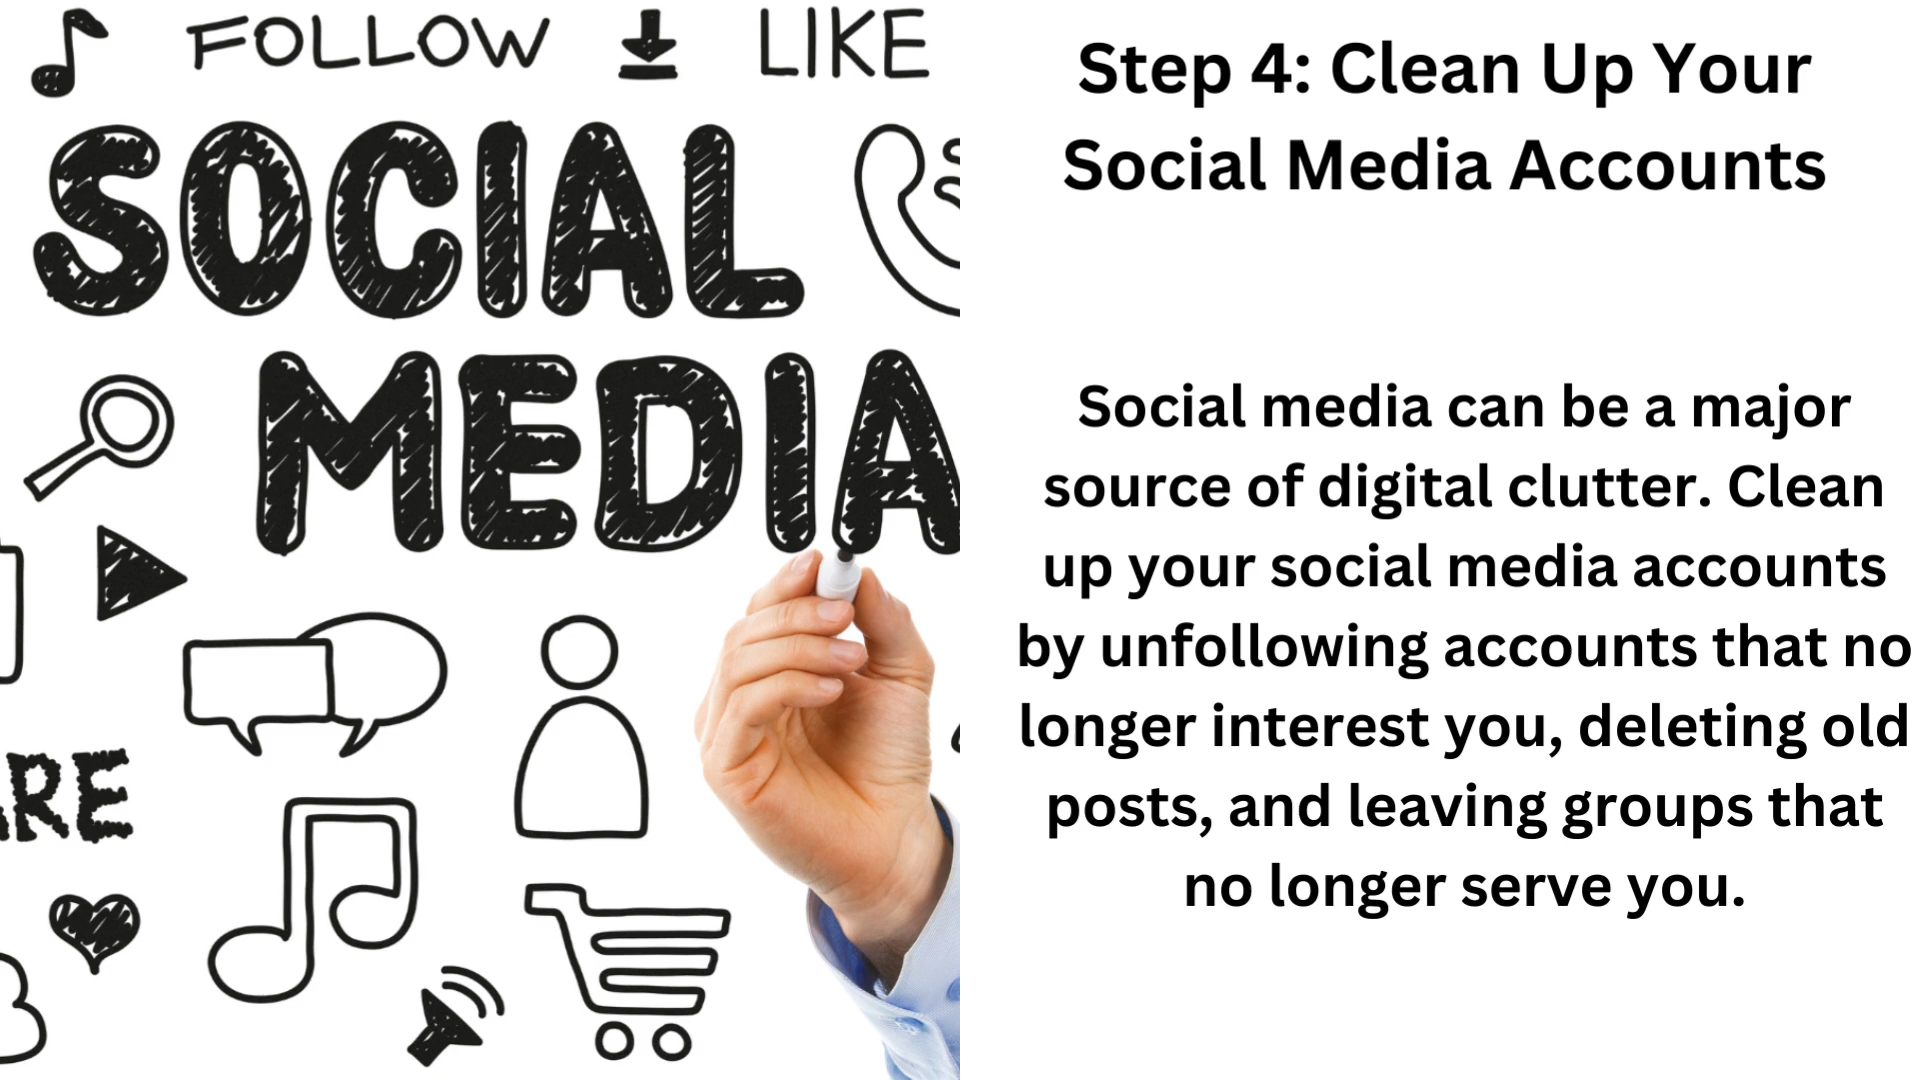 FOLLOW
LIKE
SOCIAL
MEDIA
Step 4: Clean Up Your
Social Media Accounts
Social media can be a major
source of digital clutter. Clean
up your social media accounts
by unfollowing accounts that no
longer interest you, deleting old
posts, and leaving groups that
no longer serve you.